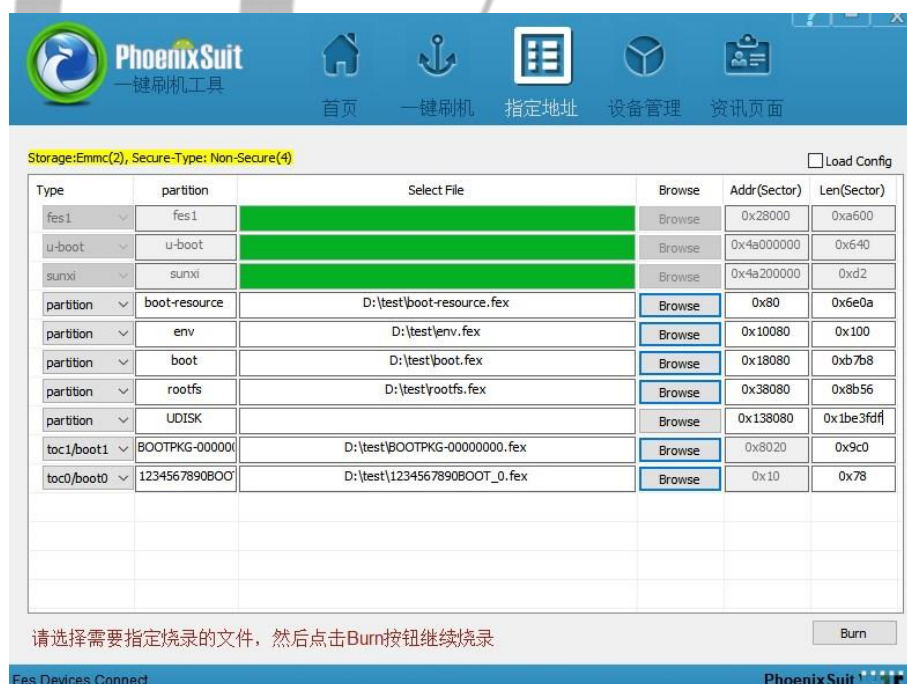 PhoenixSuit
一键刷机工具
首页 一键刷机 指定地址 设备管理 资讯页面
Storage:Emmc(2), Secure-Type: Non-Secure(4)
Load Config
Type partition Select File Browse Addr(Sector) Len(Sector)
fes1 fes1 Browse 0x28000 0xa600
u-boot u-boot Browse 0x4a000000 0x640
sunxi sunxi Browse 0x4a200000 0xd2
partition boot-resource D:\test\boot-resource.fex Browse 0x80 0x6e0a
partition env D:\test\env.fex Browse 0x10080 0x100
partition boot D:\test\boot.fex Browse 0x18080 0xb7b8
partition rootfs D:\test\rootfs.fex Browse 0x38080 0x8b56
partition UDISK Browse 0x138080 0x1be3fdf
toc1/boot1 BOOTPKG-00000( D:\test\BOOTPKG-00000000.fex Browse 0x8020 0x9c0
toc0/boot0 1234567890BOO D:\test\1234567890BOOT_0.fex Browse 0x10 0x78
请选择需要指定烧录的文件，然后点击Burn按钮继续烧录
Burn
Fes Devices Connect
PhoenixSuit